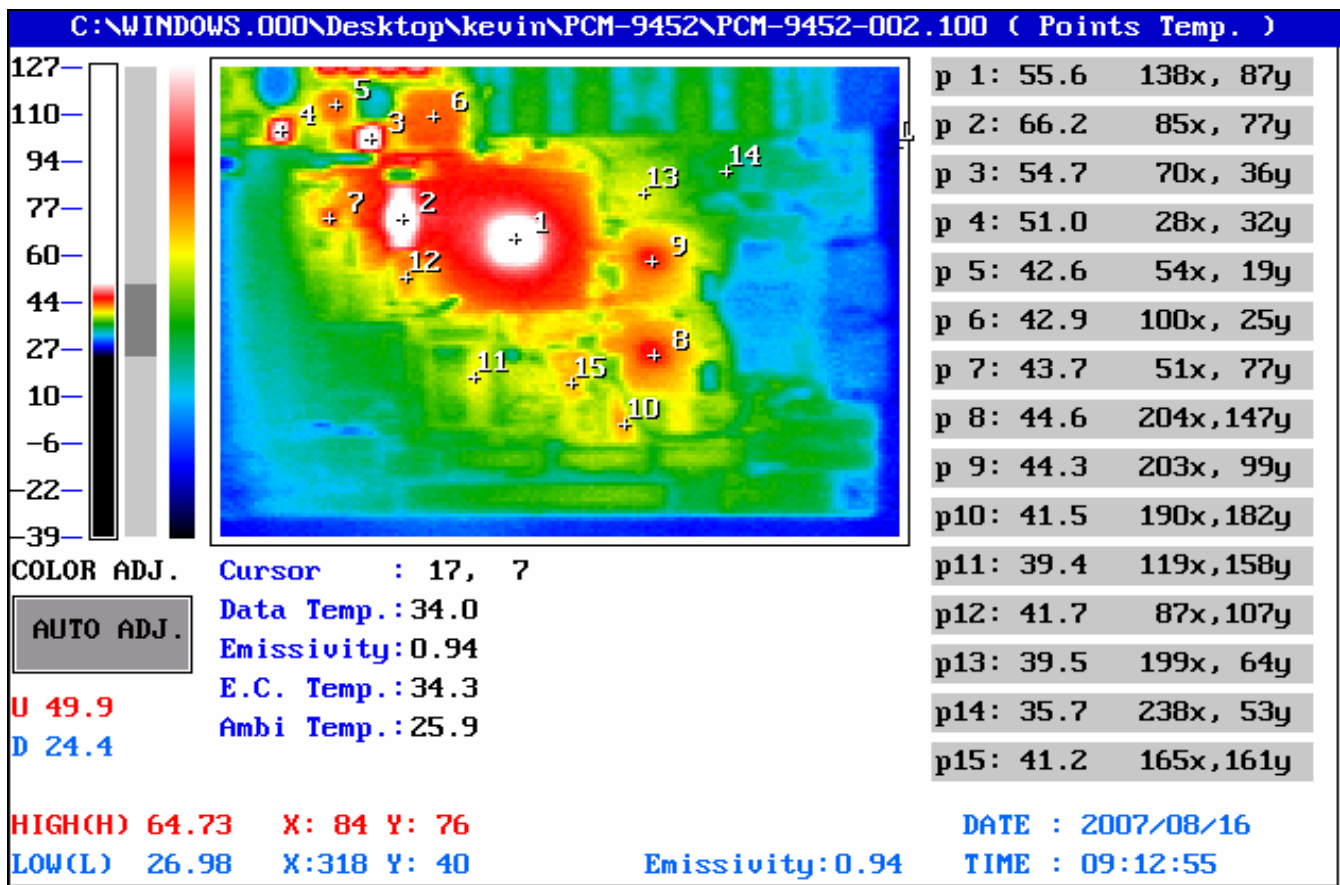 C:\WINDOWS.000\Desktop\kevin\PCM-9452\PCM-9452-002.100 ( Points Temp. )
127
110
94
77
60
44
27
10
-6
-22
-39
COLOR ADJ.
AUTO ADJ.
U 49.9
D 24.4
5
4
3
6
14
13
7
2
1
9
12
8
11
15
10
L
Cursor : 17, 7
Data Temp.:34.0
Emissivity:0.94
E.C. Temp.:34.3
Ambi Temp.:25.9
p 1: 55.6 138x, 87y
p 2: 66.2 85x, 77y
p 3: 54.7 70x, 36y
p 4: 51.0 28x, 32y
p 5: 42.6 54x, 19y
p 6: 42.9 100x, 25y
p 7: 43.7 51x, 77y
p 8: 44.6 204x,147y
p 9: 44.3 203x, 99y
p10: 41.5 190x,182y
p11: 39.4 119x,158y
p12: 41.7 87x,107y
p13: 39.5 199x, 64y
p14: 35.7 238x, 53y
p15: 41.2 165x,161y
HIGH(H) 64.73 X: 84 Y: 76
LOW(L) 26.98 X:318 Y: 40
Emissivity:0.94
DATE : 2007/08/16
TIME : 09:12:55